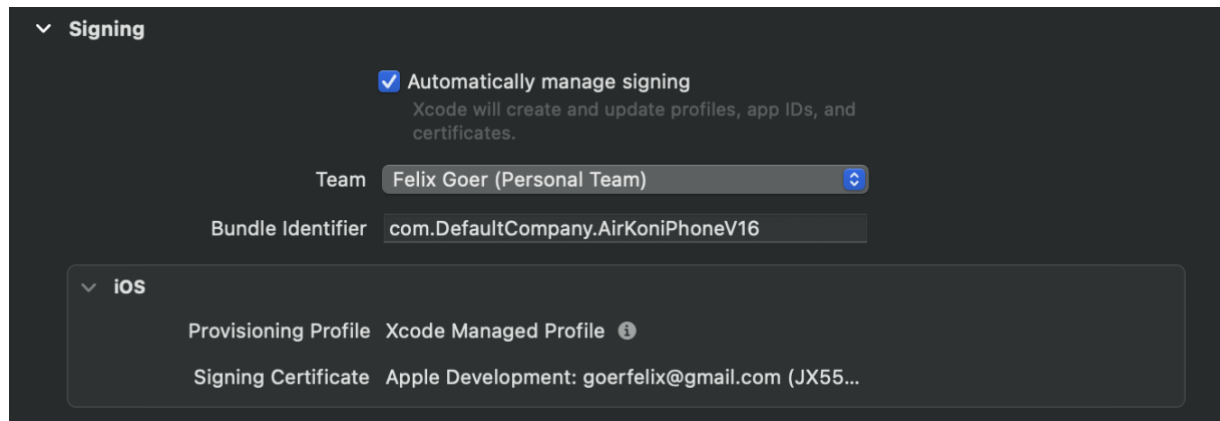 Signing
Automatically manage signing
Xcode will create and update profiles, app IDs, and
certificates.
Team Felix Goer (Personal Team)
Bundle Identifier com.DefaultCompany.AirKoniPhoneV16
iOS
Provisioning Profile Xcode Managed Profile
Signing Certificate Apple Development: goerfelix@gmail.com (JX55...